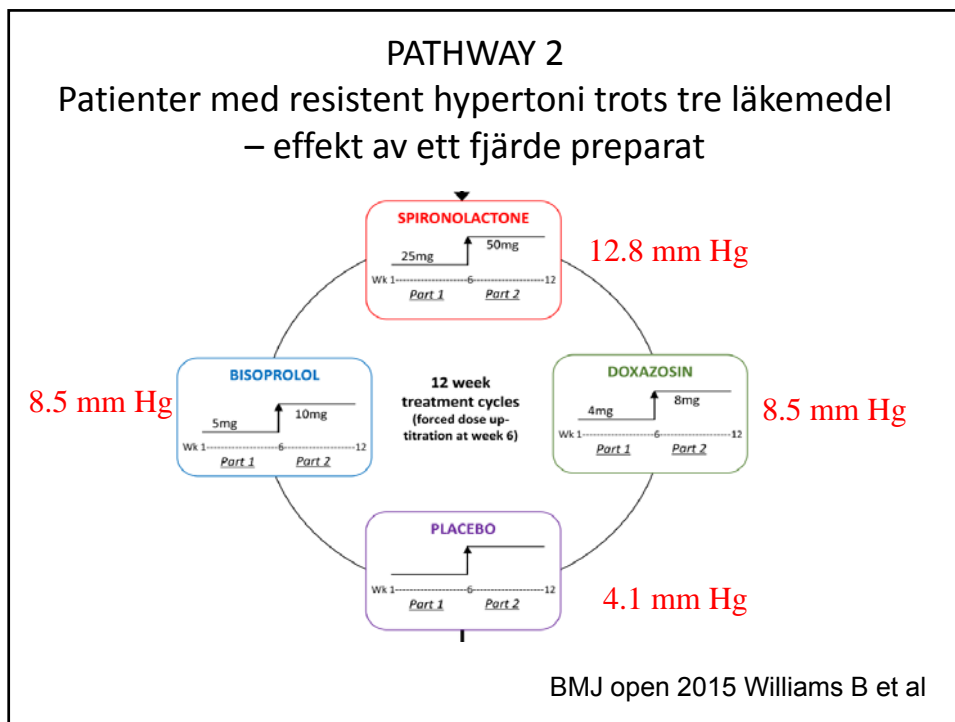 PATHWAY 2
Patienter med resistent hypertoni trots tre läkemedel
– effekt av ett fjärde preparat
SPIRONOLACTONE
25mg
50mg
Wk 1--------------------6--------------------12
Part 1 Part 2
12.8 mm Hg
BISOPROLOL
5mg
10mg
Wk 1--------------------6--------------------12
Part 1 Part 2
8.5 mm Hg
12 week
treatment cycles
(forced dose up-
titration at week 6)
DOXAZOSIN
4mg
8mg
Wk 1--------------------6--------------------12
Part 1 Part 2
8.5 mm Hg
PLACEBO
Wk 1--------------------6--------------------12
Part 1 Part 2
4.1 mm Hg
BMJ open 2015 Williams B et al